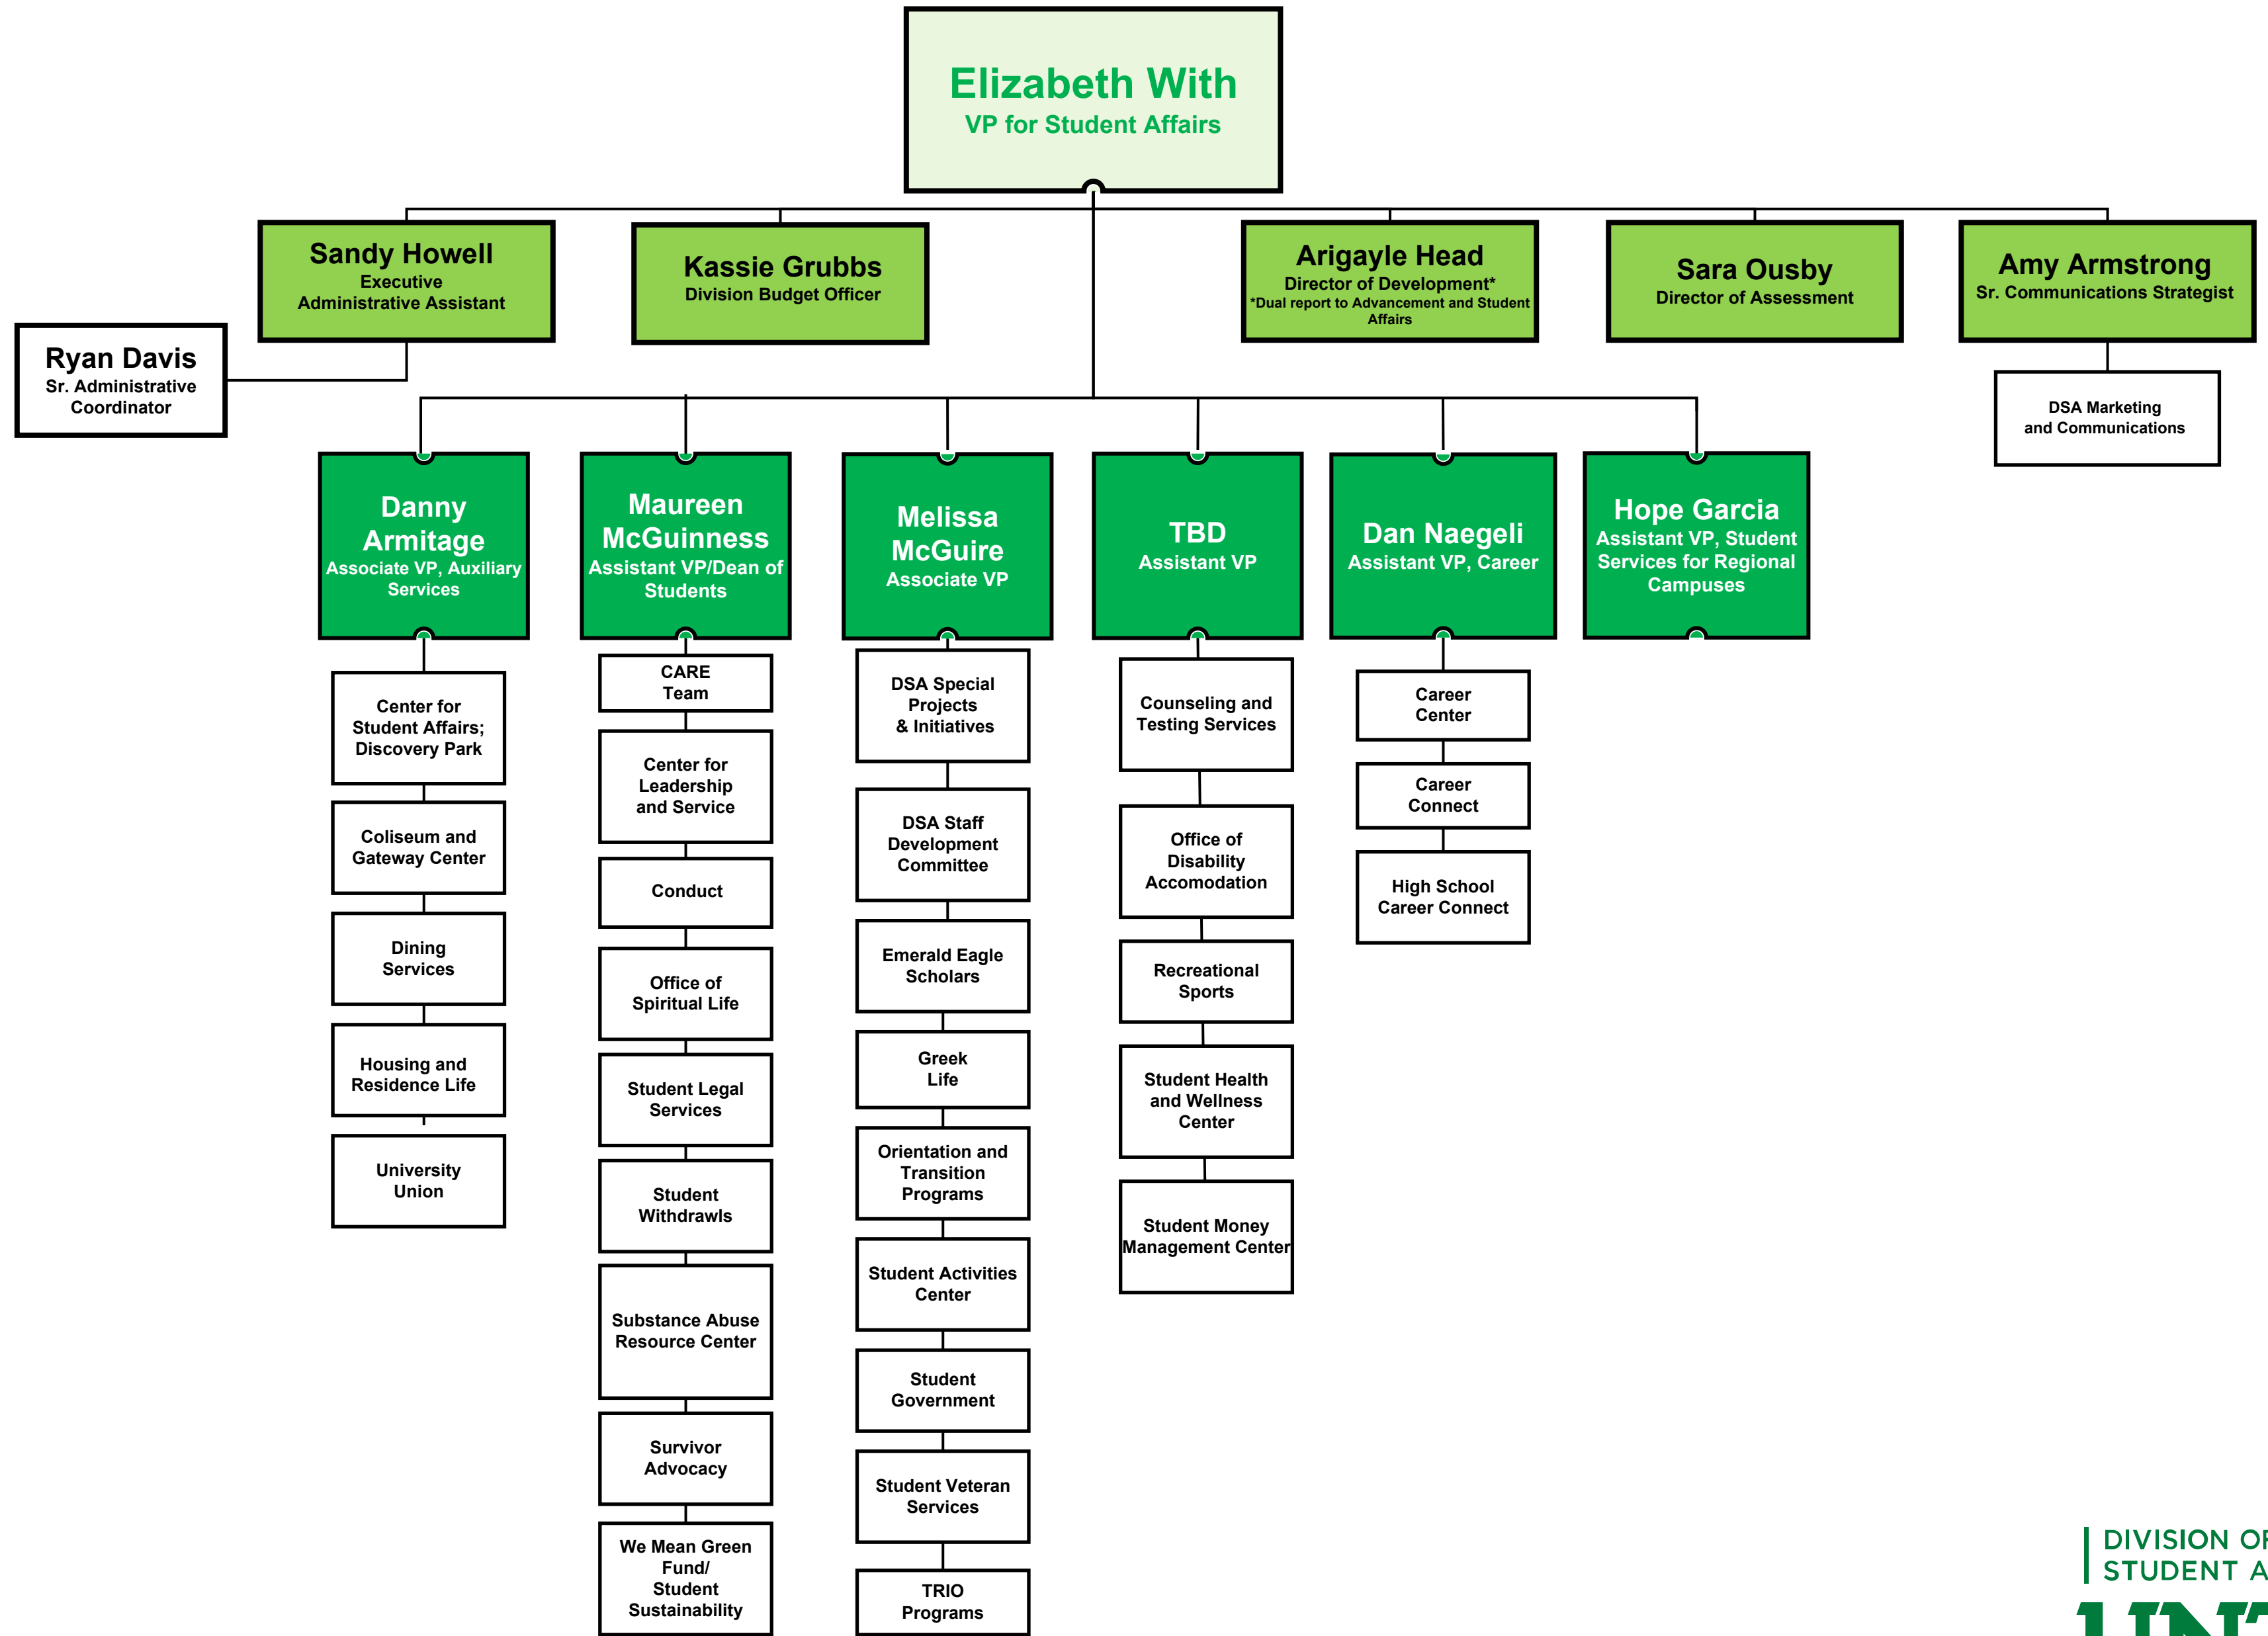 Elizabeth With
VP for Student Affairs
Sandy Howell
Executive
Administrative Assistant
Kassie Grubbs
Division Budget Officer
Arigayle Head
Director of Development*
*Dual report to Advancement and Student
Affairs
Sara Ousby
Director of Assessment
Amy Armstrong
Sr. Communications Strategist
Ryan Davis
Sr. Administrative
Coordinator
DSA Marketing
and Communications
Danny
Armitage
Associate VP, Auxiliary
Services
Maureen
McGuinness
Assistant VP/Dean of
Students
Melissa
McGuire
Associate VP
TBD
Assistant VP
Dan Naegeli
Assistant VP, Career
Hope Garcia
Assistant VP, Student
Services for Regional
Campuses
Center for
Student Affairs;
Discovery Park
Coliseum and
Gateway Center
Dining
Services
Housing and
Residence Life
University
Union
CARE
Team
Center for
Leadership
and Service
Conduct
Office of
Spiritual Life
Student Legal
Services
Student
Withdrawls
Substance Abuse
Resource Center
Survivor
Advocacy
We Mean Green
Fund/
Student
Sustainability
DSA Special
Projects
& Initiatives
DSA Staff
Development
Committee
Emerald Eagle
Scholars
Greek
Life
Orientation and
Transition
Programs
Student Activities
Center
Student
Government
Student Veteran
Services
TRIO
Programs
Counseling and
Testing Services
Office of
Disability
Accomodation
Recreational
Sports
Student Health
and Wellness
Center
Student Money
Management Center
Career
Center
Career
Connect
High School
Career Connect
DIVISION OF
STUDENT A
UNT